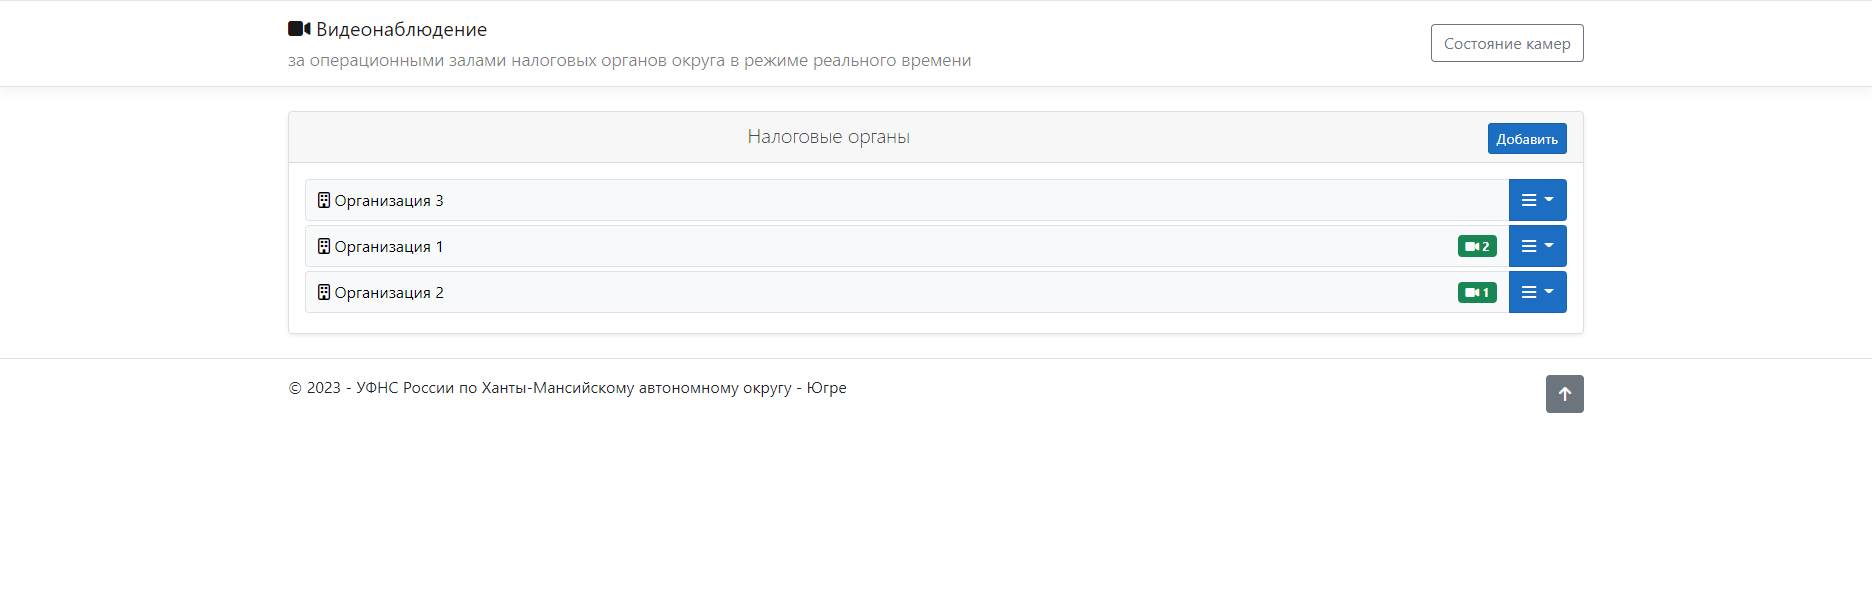 Видеонаблюдение
за операционными залами налоговых органов округа в режиме реального времени
Состояние камер
Налоговые органы
Добавить
Организация 3
Организация 1
2
Организация 2
1
© 2023 - УФНС России по Ханты-Мансийскому автономному округу - Югре